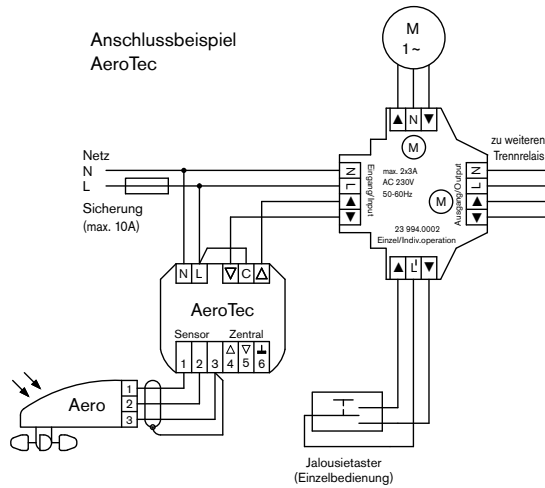 Anschlussbeispiel
AeroTec
M
1~
▲ N ▼
M
zu weiteren
Trennrelais
Netz
N
L
Sicherung
(max. 10A)
N
L
▲
▼
Eingang/Input
max. 2x3A
AC 230V
50-60Hz
M
Ausgang/Output
N
L
▲
▼
23 994.0002
Einzel/Indiv.operation
▲ L' ▼
N L ▽ C △
AeroTec
Sensor Zentral
△ ▽ ⏊
1 2 3 4 5 6
Aero
1
2
3
Jalousietaster
(Einzelbedienung)